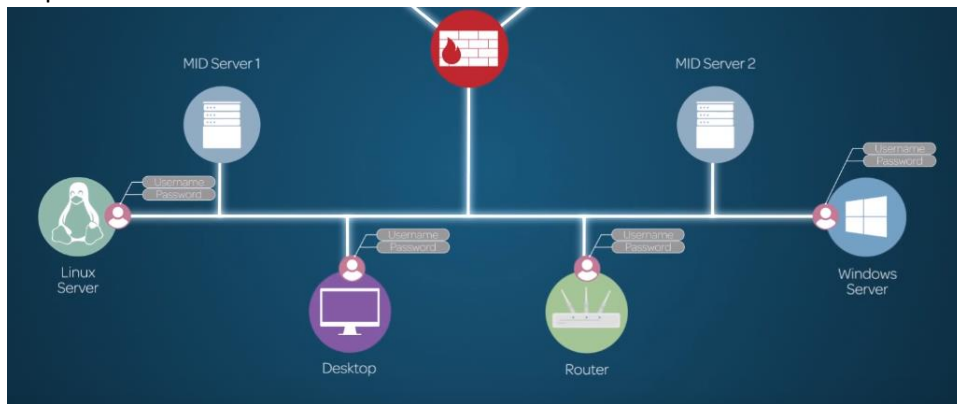 MID Server 1
MID Server 2
Username
Password
Username
Password
Username
Password
Username
Password
Linux
Server
Desktop
Router
Windows
Server